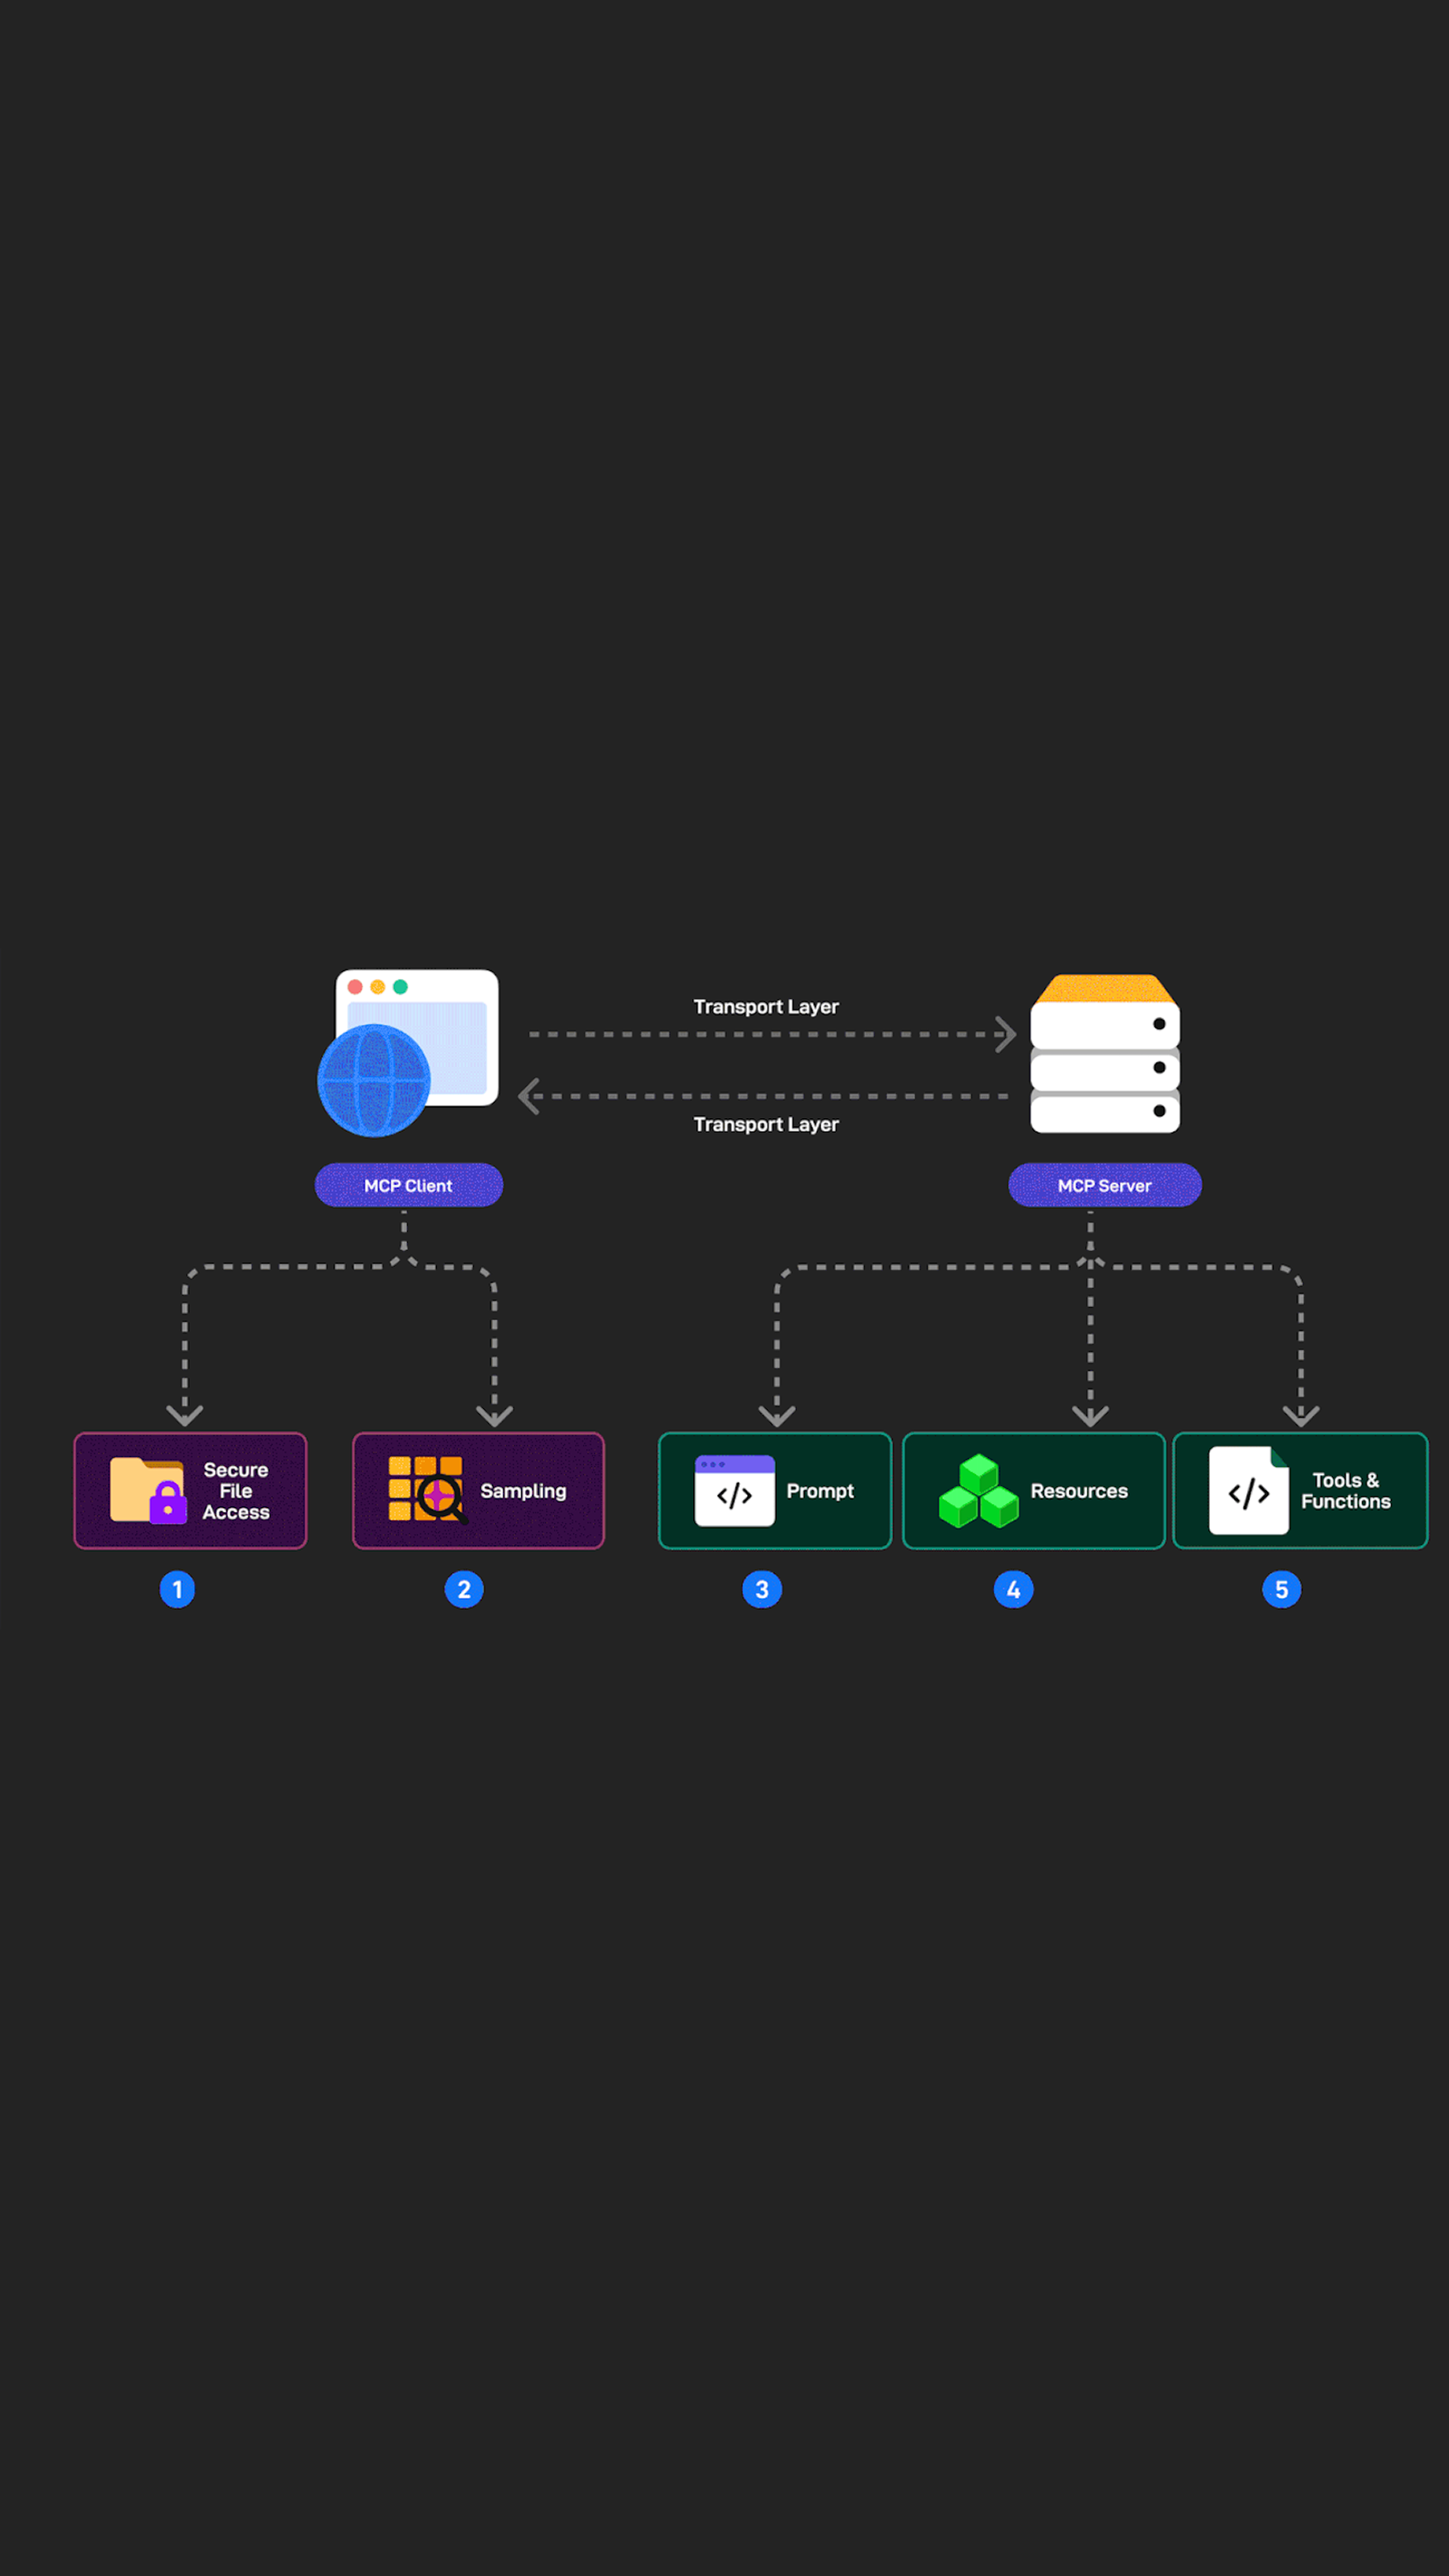 Transport Layer
Transport Layer
MCP Client
MCP Server
Secure
File
Access
Sampling
Prompt
Resources
Tools &
Functions
1
2
3
4
5